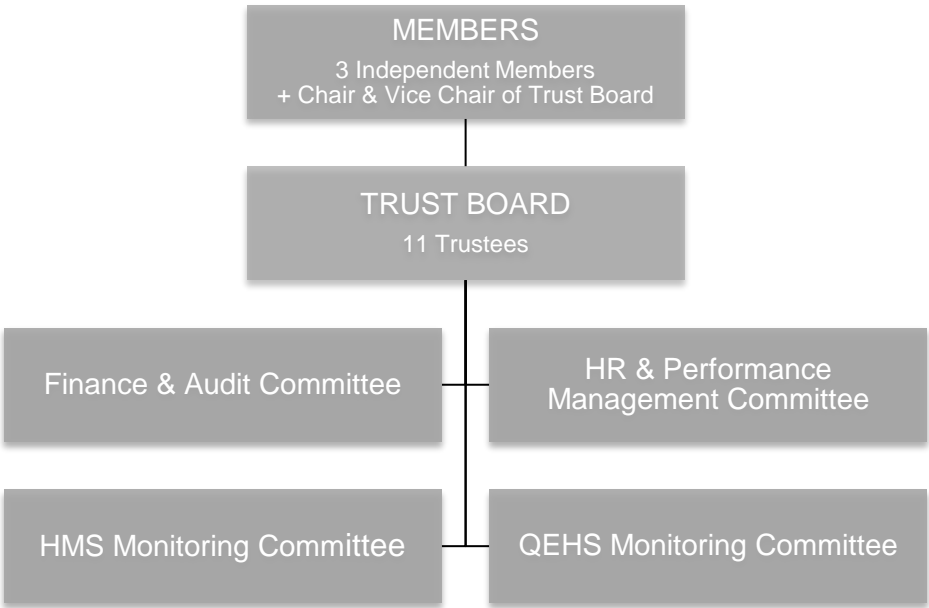 MEMBERS
3 Independent Members
+ Chair & Vice Chair of Trust Board
TRUST BOARD
11 Trustees
Finance & Audit Committee
HR & Performance
Management Committee
HMS Monitoring Committee
QEHS Monitoring Committee